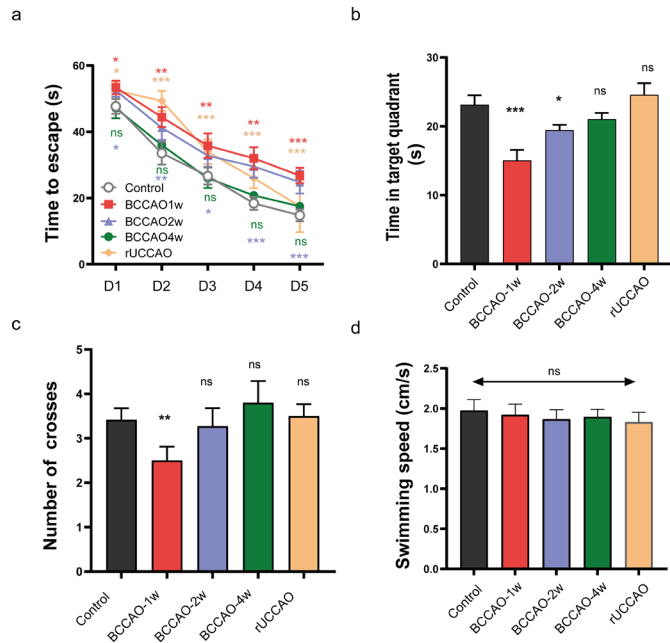 a
Time to escape (s)
60
40
20
0
*
*
**
***
**
***
**
***
***
***
ns
*
ns
**
*
ns
***
ns
***
Control
BCCAO1w
BCCAO2w
BCCAO4w
rUCCAO
D1 D2 D3 D4 D5
b
Time in target quadrant
(s)
30
20
10
0
***
*
ns
ns
Control
BCCAO-1w
BCCAO-2w
BCCAO-4w
rUCCAO
c
Number of crosses
5
4
3
2
1
0
**
ns
ns
ns
Control
BCCAO-1w
BCCAO-2w
BCCAO-4w
rUCCAO
d
Swimming speed (cm/s)
2.5
2.0
1.5
1.0
0.5
0.0
ns
Control
BCCAO-1w
BCCAO-2w
BCCAO-4w
rUCCAO